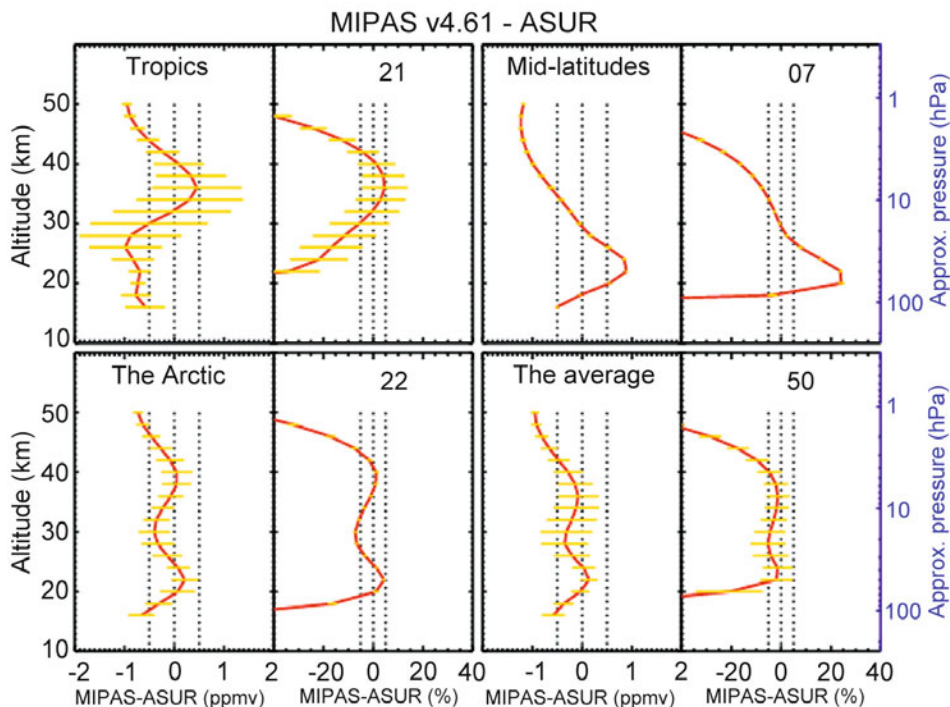 MIPAS v4.61 - ASUR
Tropics 21 Mid-latitudes 07
50 40 30 20 10
Altitude (km)
1 10 100
Approx. pressure (hPa)
The Arctic 22 The average 50
50 40 30 20 10
Altitude (km)
1 10 100
Approx. pressure (hPa)
-2 -1 0 1 2 -20 0 20 40 -1 0 1 2 -20 0 20 40
MIPAS-ASUR (ppmv) MIPAS-ASUR (%) MIPAS-ASUR (ppmv) MIPAS-ASUR (%)